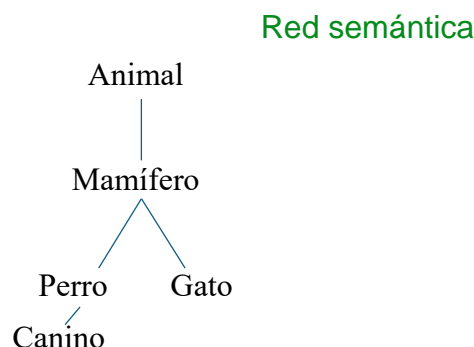 Red semántica
Animal
Mamífero
Perro Gato
Canino